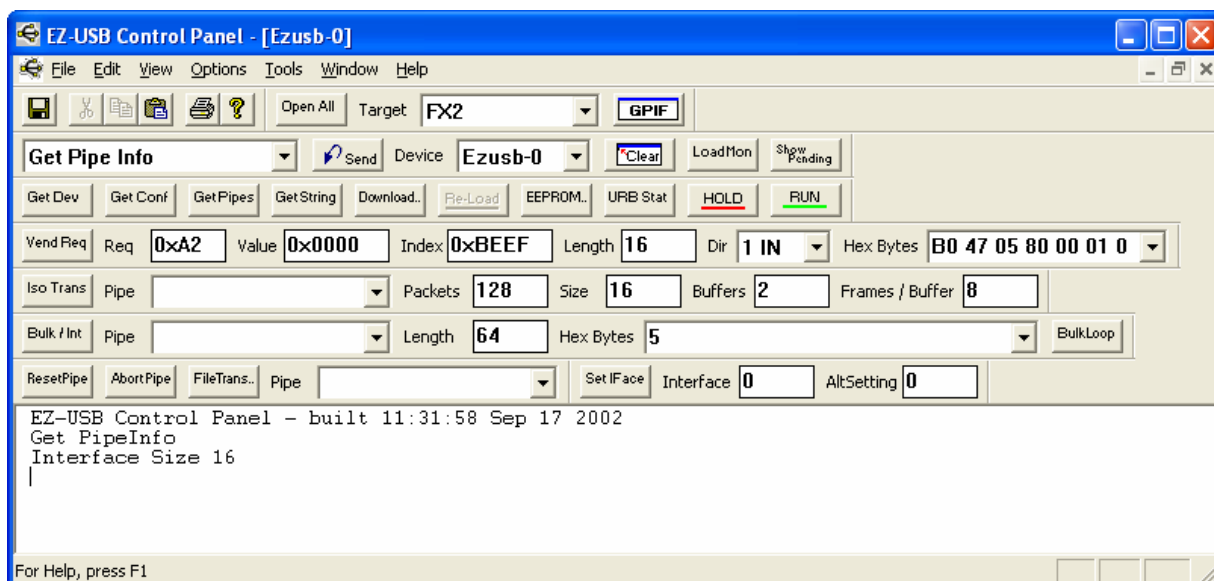 EZ-USB Control Panel - [Ezusb-0]
File Edit View Options Tools Window Help
Open All Target FX2 GPIF
Get Pipe Info Send Device Ezusb-0 Clear LoadMon Show Pending
Get Dev Get Conf GetPipes GetString Download.. Re-Load EEPROM.. URB Stat HOLD RUN
Vend Req Req 0xA2 Value 0x0000 Index 0xBEEF Length 16 Dir 1 IN Hex Bytes B0 47 05 80 00 01 0
Iso Trans Pipe Packets 128 Size 16 Buffers 2 Frames / Buffer 8
Bulk / Int Pipe Length 64 Hex Bytes 5 BulkLoop
ResetPipe AbortPipe FileTrans.. Pipe Set IFace Interface 0 AltSetting 0
EZ-USB Control Panel - built 11:31:58 Sep 17 2002
Get PipeInfo
Interface Size 16
For Help, press F1